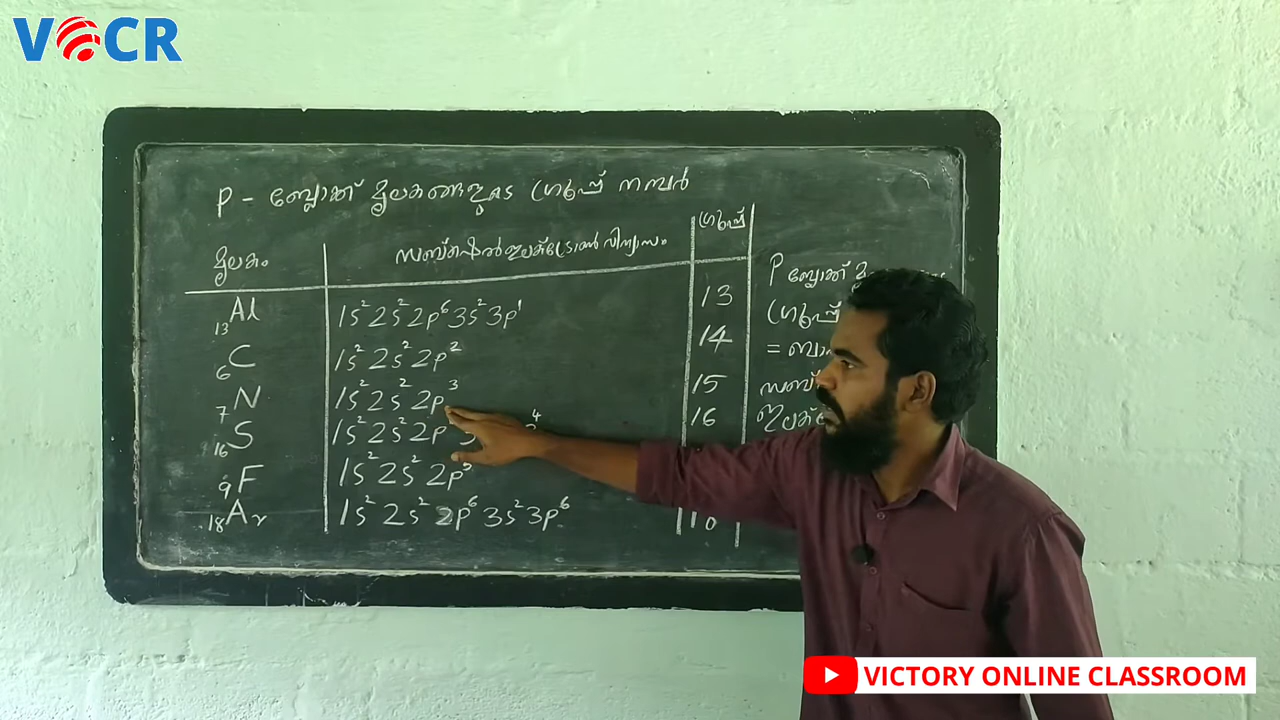 VOCR
P - ബ്ലോക്ക് മൂലകങ്ങളുടെ ഗ്രൂപ്പ് നമ്പർ
മൂലകം സബ്ഷെൽ ഇലക്ട്രോൺ വിന്യാസം ഗ്രൂപ്പ്
₁₃Al 1s² 2s² 2p⁶ 3s² 3p¹ 13
₆C 1s² 2s² 2p² 14
₇N 1s² 2s² 2p³ 15
₁₆S 1s² 2s² 2p 4 16
₉F 1s² 2s² 2p⁵
₁₈Ar 1s² 2s² 2p⁶ 3s² 3p⁶ 18
P ബ്ലോക്ക്
=
VICTORY ONLINE CLASSROOM